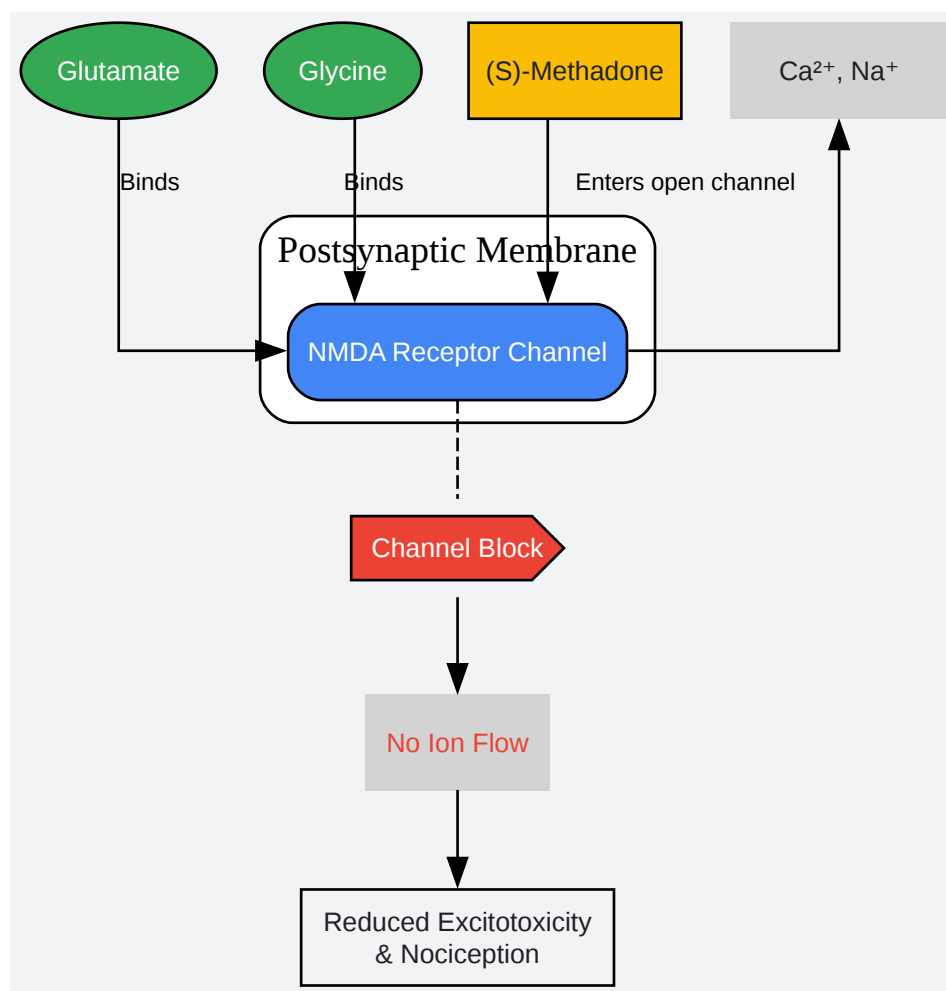 Glutamate
Glycine
(S)-Methadone
Ca²⁺, Na⁺
Binds
Binds
Enters open channel
Postsynaptic Membrane
NMDA Receptor Channel
Channel Block
No Ion Flow
Reduced Excitotoxicity
& Nociception